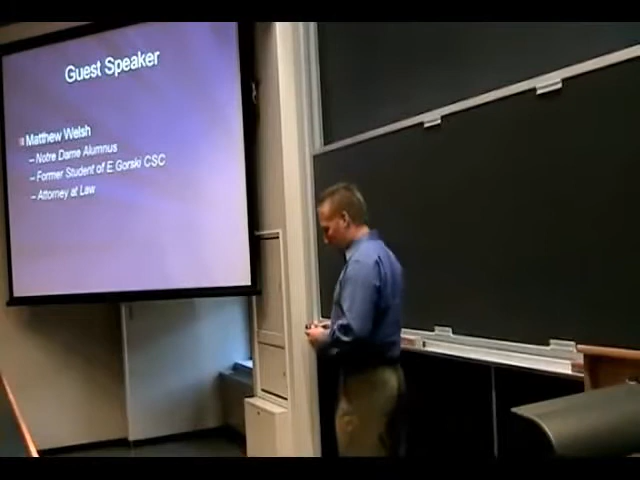 Guest Speaker
Matthew Welsh
– Notre Dame Alumnus
– Former Student of E.Gorski CSC
– Attorney at Law